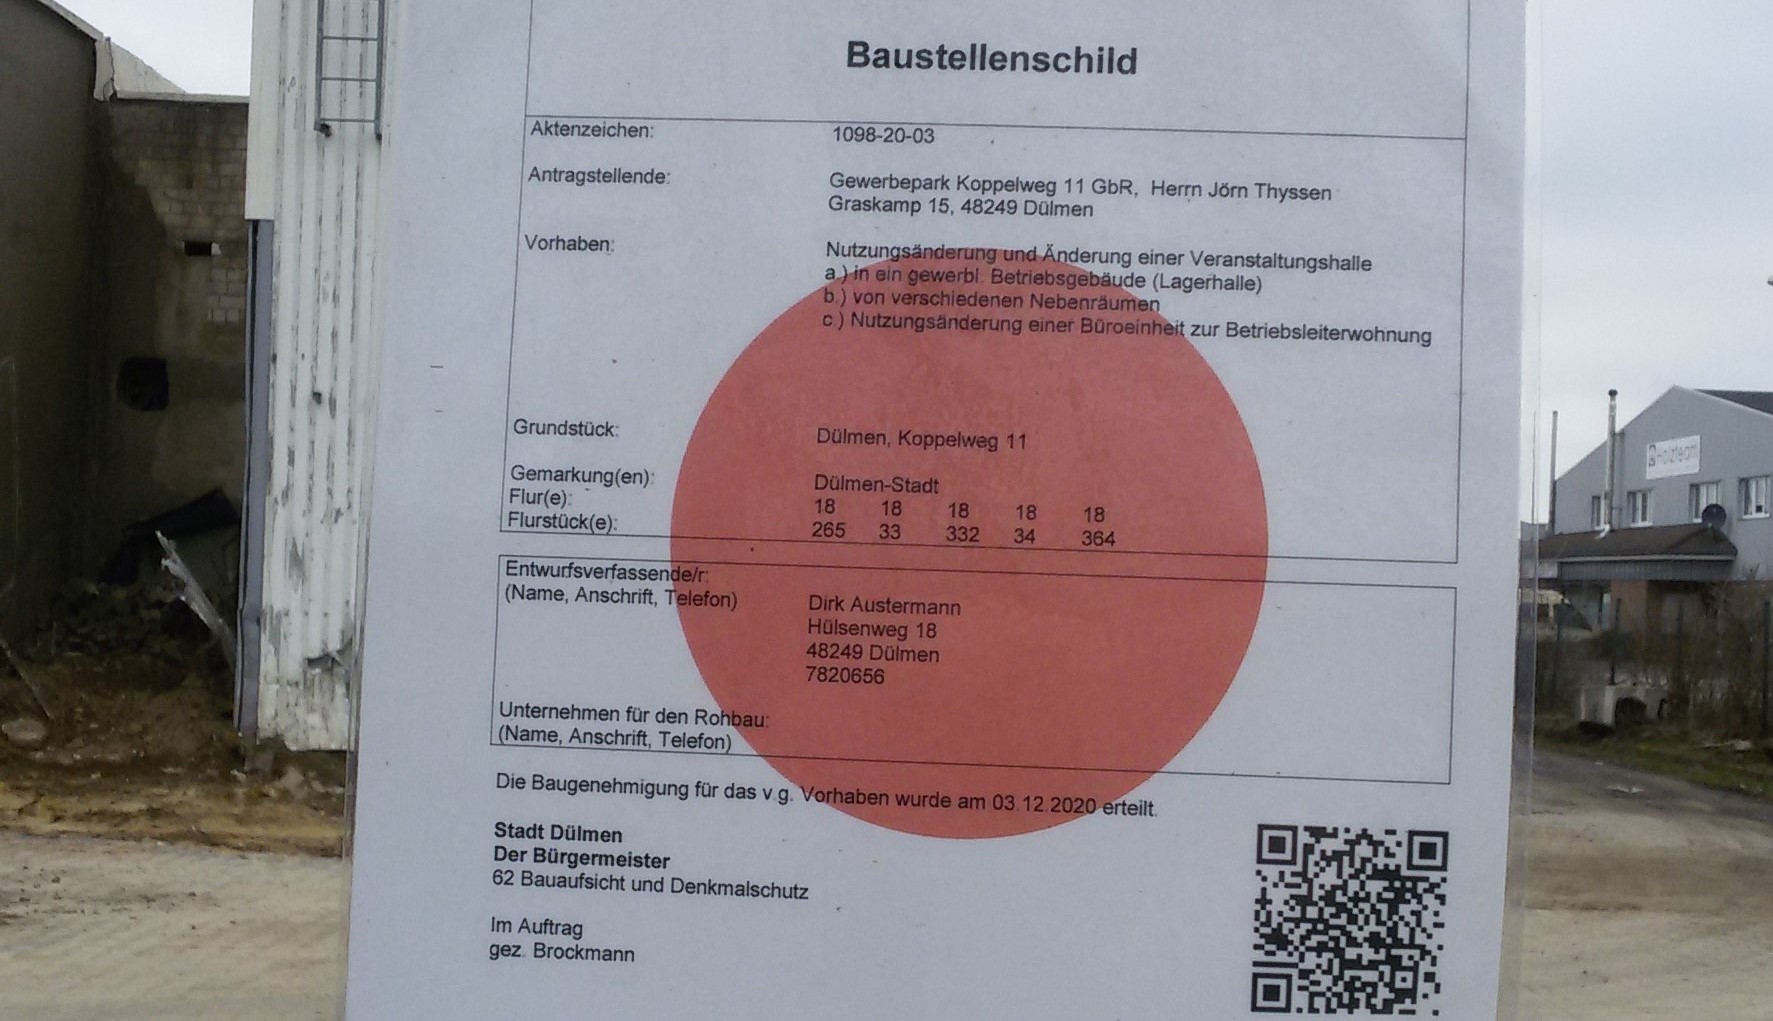 Baustellenschild
Aktenzeichen: 1098-20-03
Antragstellende: Gewerbepark Koppelweg 11 GbR, Herrn Jörn Thyssen
Graskamp 15, 48249 Dülmen
Vorhaben: Nutzungsänderung und Änderung einer Veranstaltungshalle
a.) in ein gewerbl. Betriebsgebäude (Lagerhalle)
b.) von verschiedenen Nebenräumen
c.) Nutzungsänderung einer Büroeinheit zur Betriebsleiterwohnung
Grundstück: Dülmen, Koppelweg 11
Gemarkung(en): Dülmen-Stadt
Flur(e): 18 18 18 18 18
Flurstück(e): 265 33 332 34 364
Entwurfsverfassende/r:
(Name, Anschrift, Telefon) Dirk Austermann
Hülsenweg 18
48249 Dülmen
7820656
Unternehmen für den Rohbau:
(Name, Anschrift, Telefon)
Die Baugenehmigung für das v.g. Vorhaben wurde am 03.12.2020 erteilt.
Stadt Dülmen
Der Bürgermeister
62 Bauaufsicht und Denkmalschutz
Im Auftrag
gez. Brockmann
Holzteam